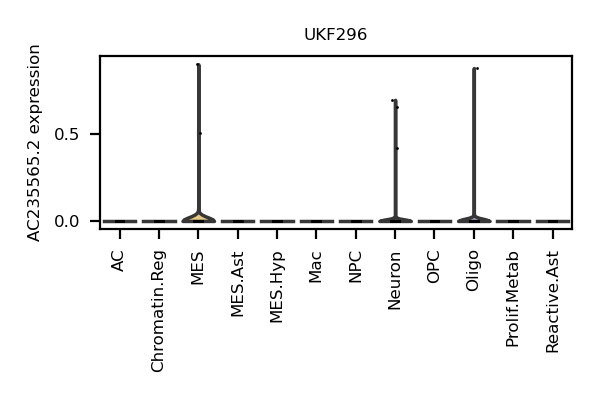 UKF296
AC235565.2 expression
0.5
0.0
AC
Chromatin.Reg
MES
MES.Ast
MES.Hyp
Mac
NPC
Neuron
OPC
Oligo
Prolif.Metab
Reactive.Ast